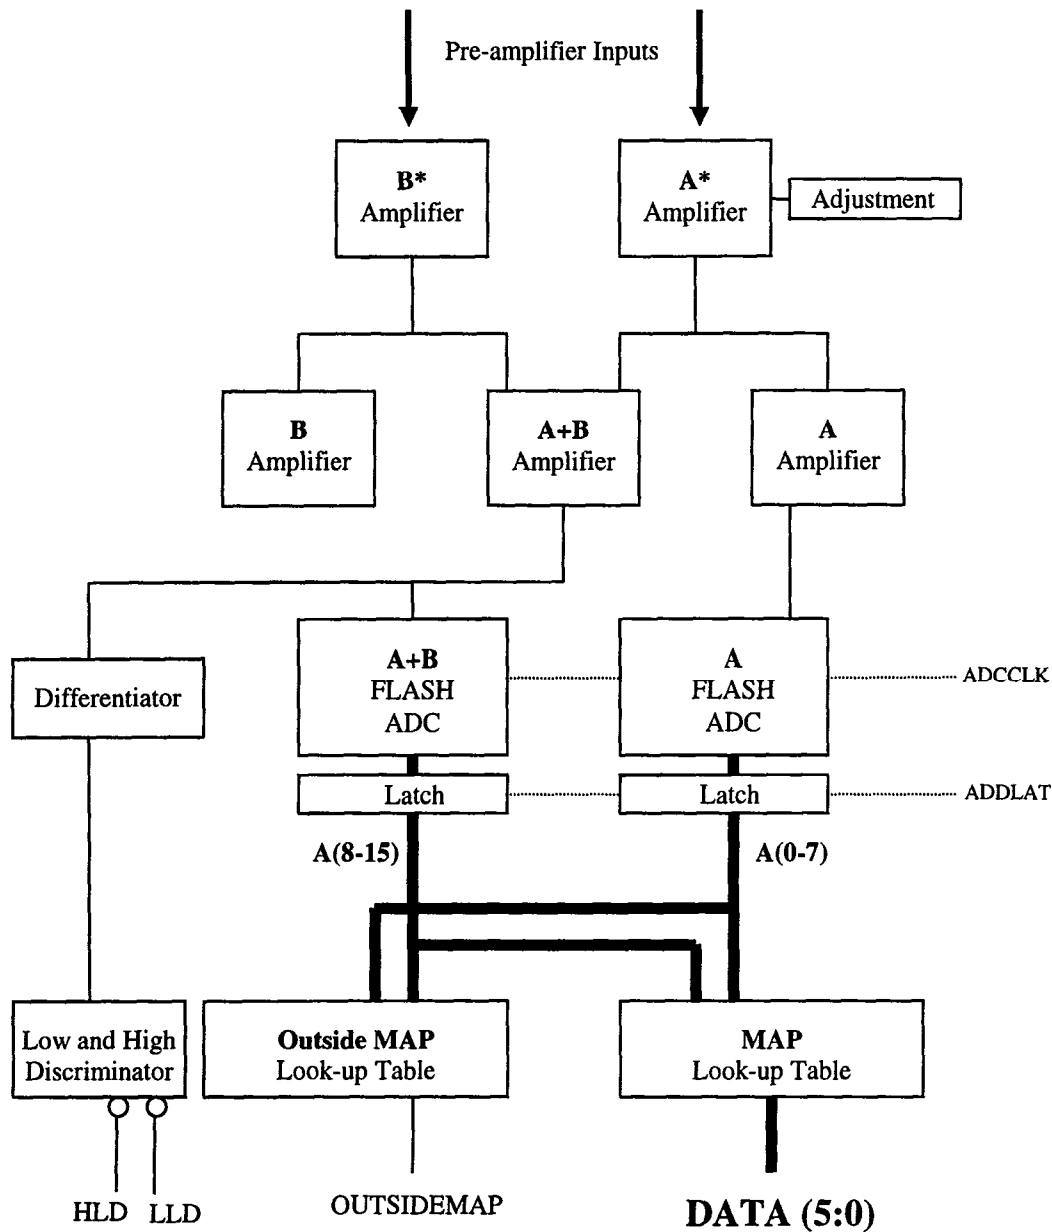 Pre-amplifier Inputs
B*
Amplifier
A*
Amplifier
Adjustment
B
Amplifier
A+B
Amplifier
A
Amplifier
A+B
FLASH
ADC
A
FLASH
ADC
ADCCLK
Differentiator
Latch
Latch
ADDLAT
A(8-15)
A(0-7)
Low and High
Discriminator
Outside MAP
Look-up Table
MAP
Look-up Table
HLD
LLD
OUTSIDEMAP
DATA (5:0)